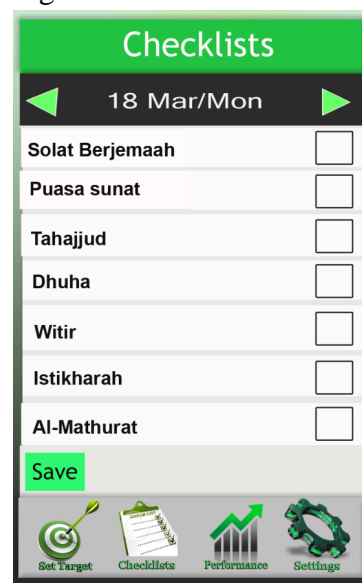 Checklists
18 Mar/Mon
Solat Berjemaah
Puasa sunat
Tahajjud
Dhuha
Witir
Istikharah
Al-Mathurat
Save
Set Target Checklists Performance Settings